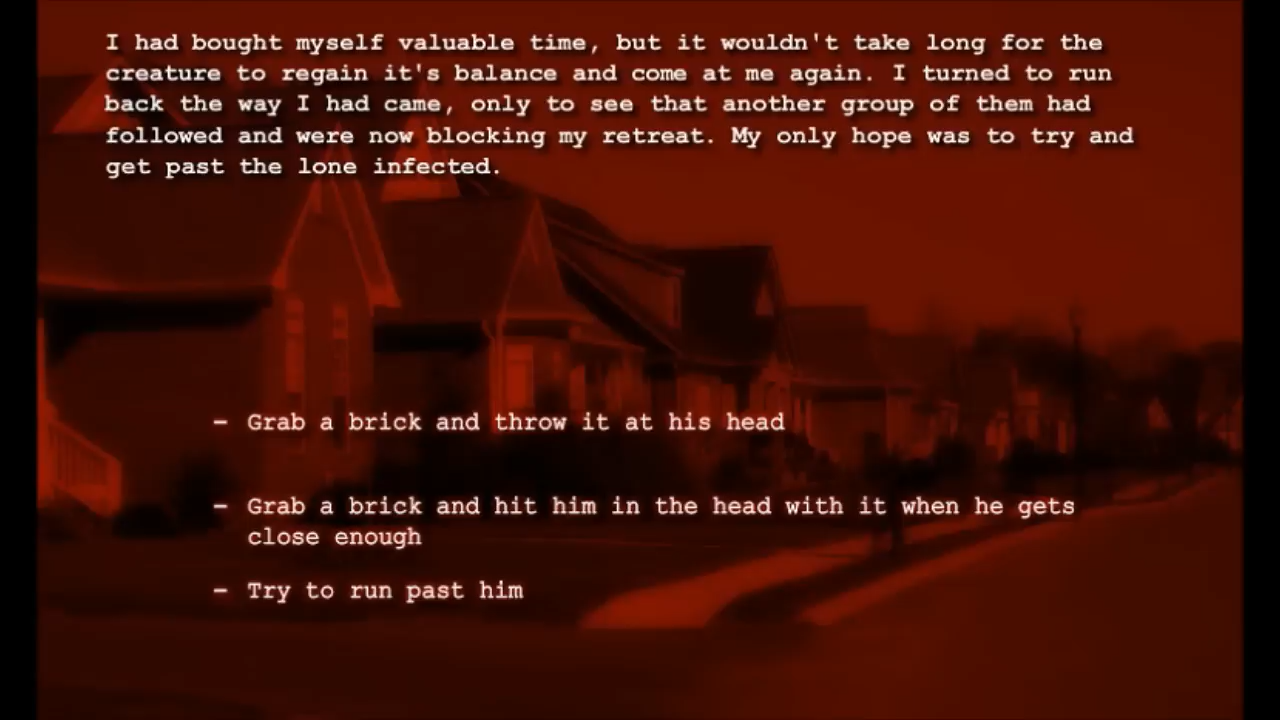 I had bought myself valuable time, but it wouldn't take long for the
creature to regain it's balance and come at me again. I turned to run
back the way I had came, only to see that another group of them had
followed and were now blocking my retreat. My only hope was to try and
get past the lone infected.
– Grab a brick and throw it at his head
– Grab a brick and hit him in the head with it when he gets
close enough
– Try to run past him